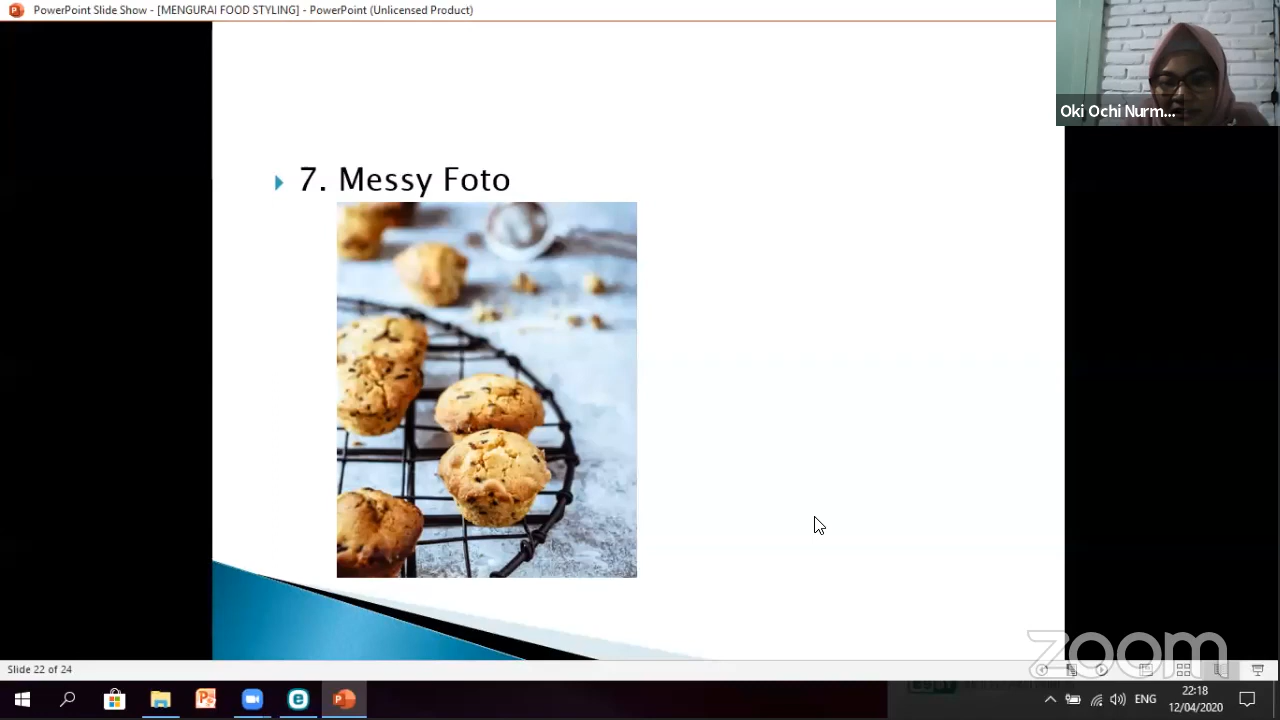 PowerPoint Slide Show - [MENGURAI FOOD STYLING] - PowerPoint (Unlicensed Product)
Oki Ochi Nurm...
7. Messy Foto
zoom
Slide 22 of 24
ENG
22:18
12/04/2020